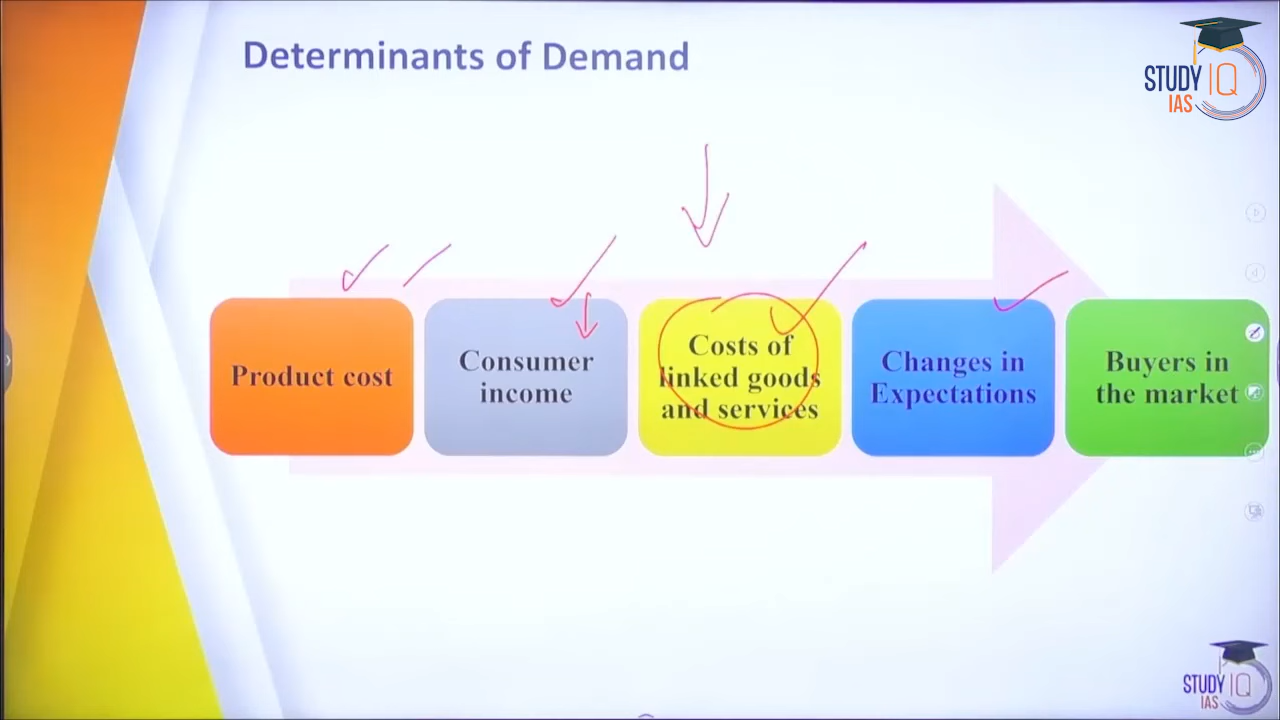 Determinants of Demand
STUDY IQ
IAS
Product cost
Consumer
income
Costs of
linked goods
and services
Changes in
Expectations
Buyers in
the market
STUDY IQ
IAS